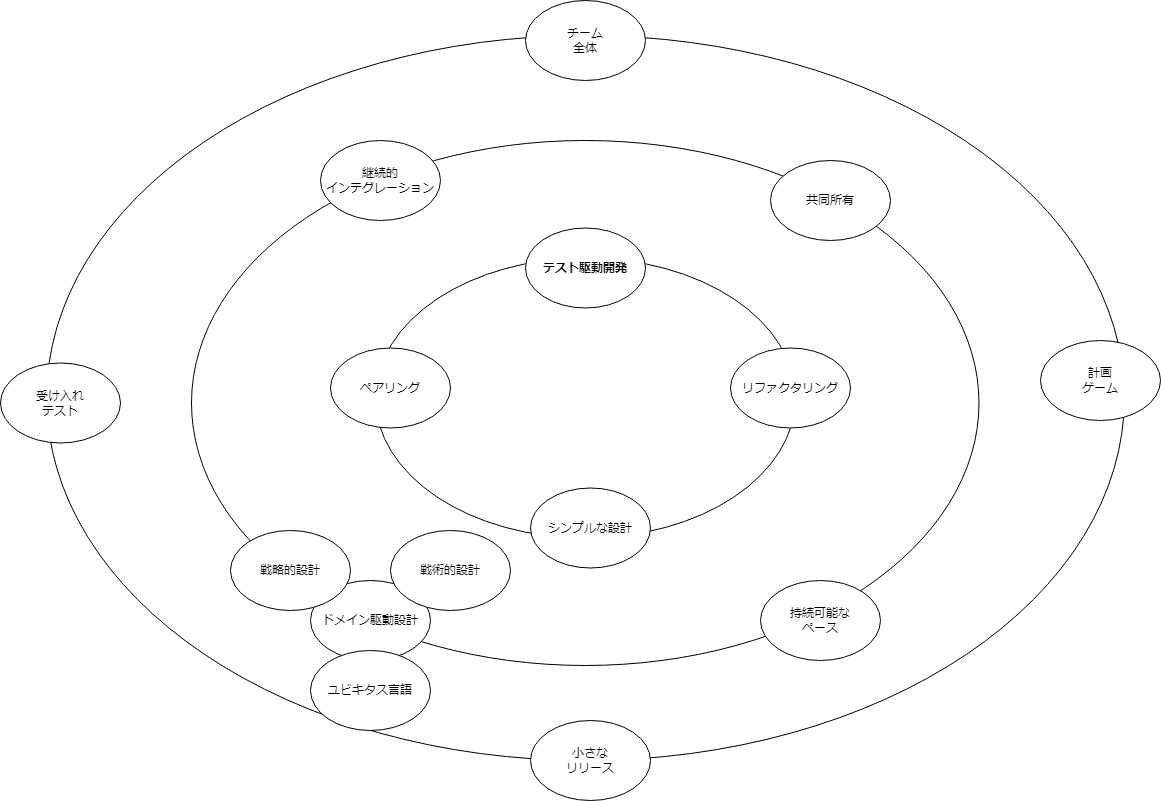 チーム
全体
継続的
インテグレーション
共同所有
テスト駆動開発
ペアリング
リファクタリング
計画
ゲーム
受け入れ
テスト
シンプルな設計
戦略的設計
戦術的設計
ドメイン駆動設計
持続可能な
ペース
ユビキタス言語
小さな
リリース